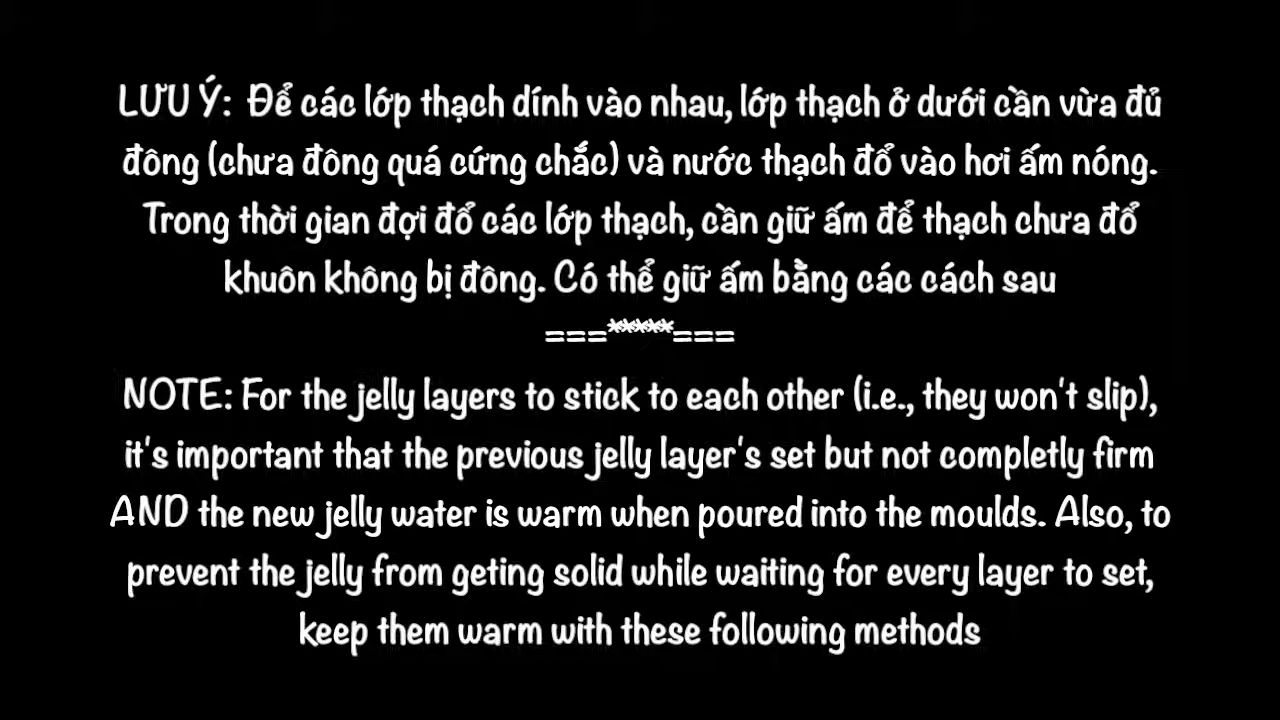 LƯU Ý: Để các lớp thạch dính vào nhau, lớp thạch ở dưới cần vừa đủ
đông (chưa đông quá cứng chắc) và nước thạch đổ vào hơi ấm nóng.
Trong thời gian đợi đổ các lớp thạch, cần giữ ấm để thạch chưa đổ
khuôn không bị đông. Có thể giữ ấm bằng các cách sau
===*****===
NOTE: For the jelly layers to stick to each other (i.e., they won't slip),
it's important that the previous jelly layer's set but not completly firm
AND the new jelly water is warm when poured into the moulds. Also, to
prevent the jelly from geting solid while waiting for every layer to set,
keep them warm with these following methods